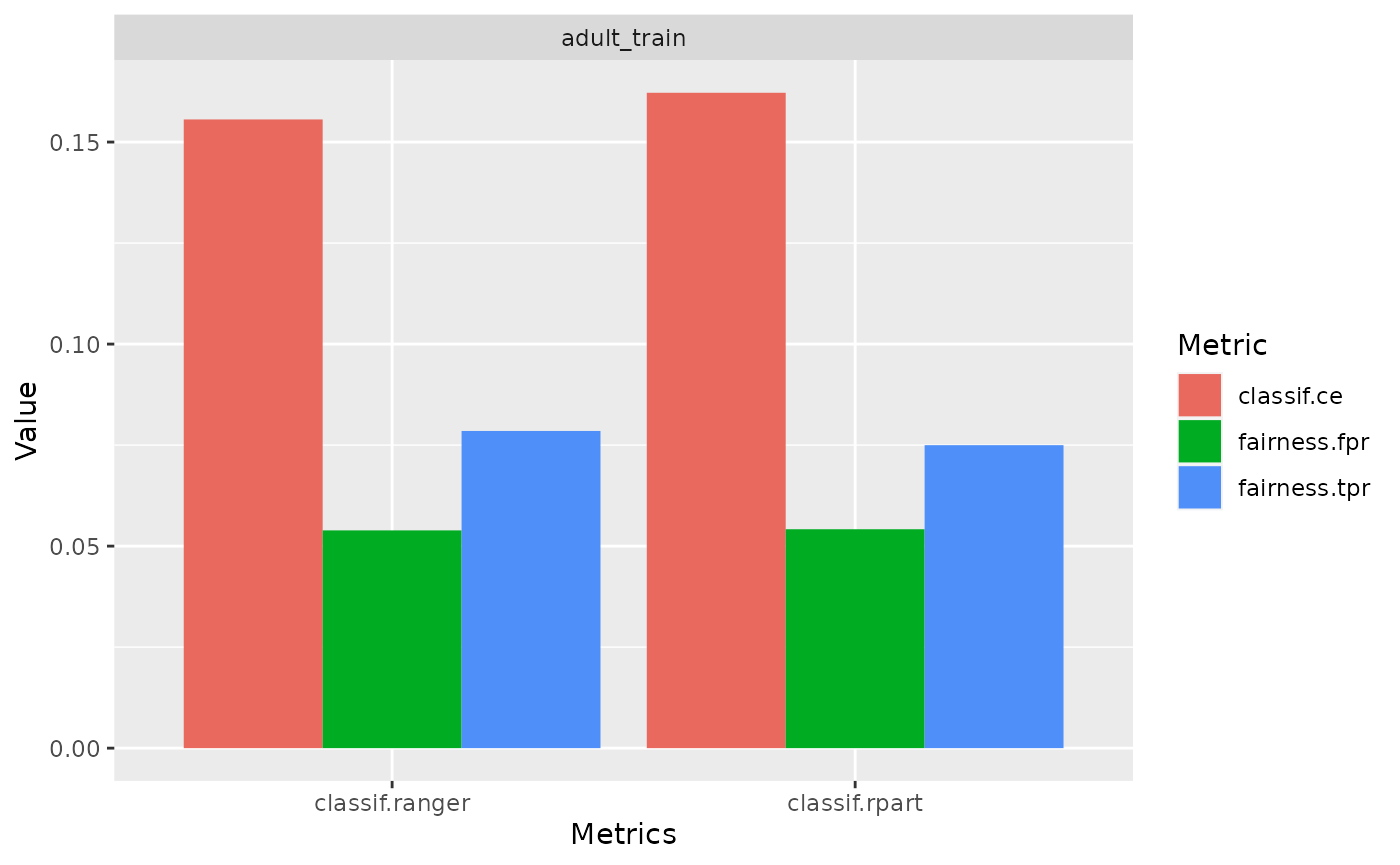 adult_train
0.15
0.10
0.05
0.00
Value
classif.ranger
classif.rpart
Metrics
Metric
classif.ce
fairness.fpr
fairness.tpr